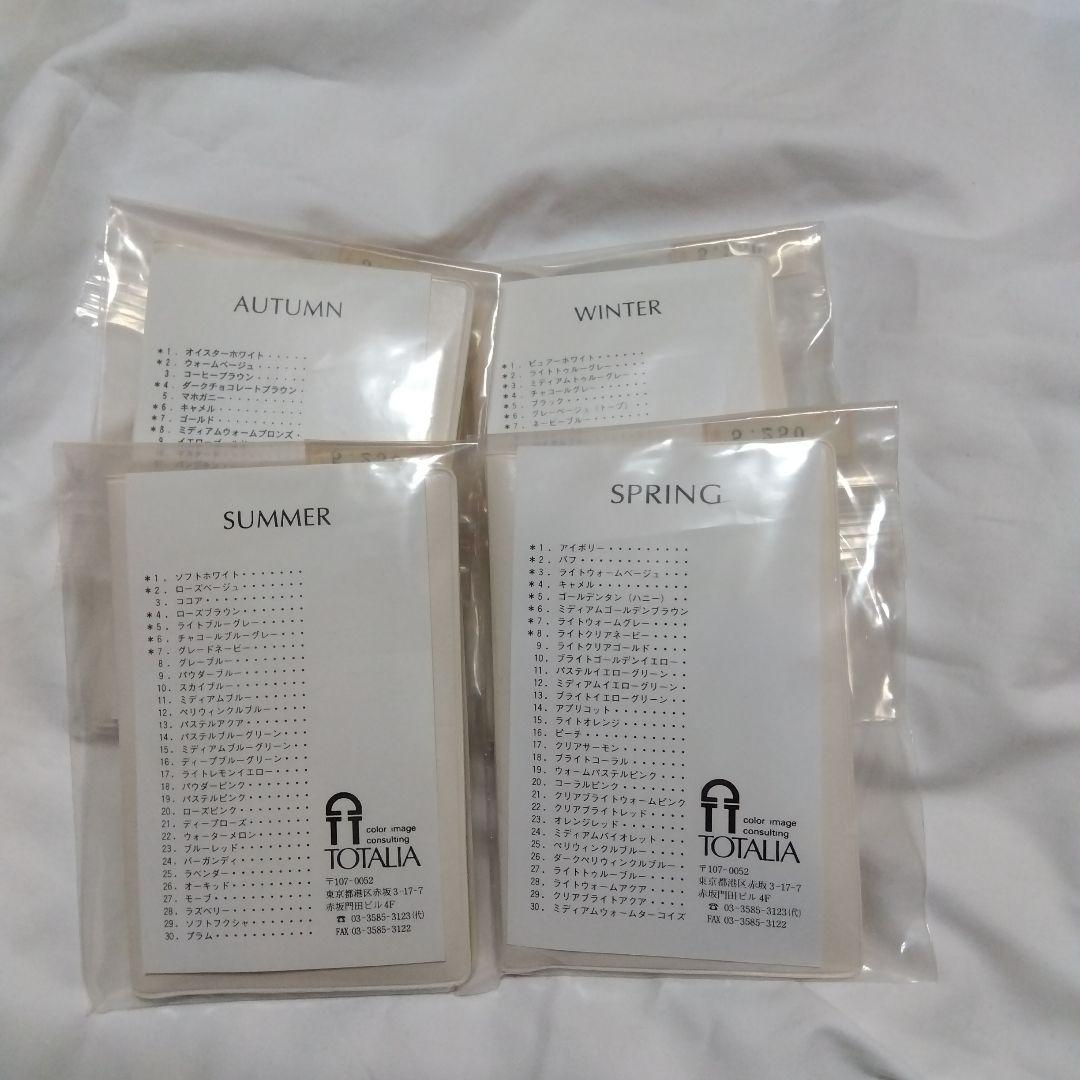 AUTUMN
*1. オイスターホワイト・・・・・
*2. ウォームベージュ・・・・・・
3. コーヒーブラウン・・・・・・
*4. ダークチョコレートブラウン・
5. マホガニー・・・・・・・・・
*6. キャメル・・・・・・・・・・
*7. ゴールド・・・・・・・・・・
*8. ミディアムウォームブロンズ・
WINTER
*1. ピュアーホワイト・・・・・・
*2. ライトトゥルーグレー・・・・
*3. ミディアムトゥルーグレー・・
*4. チャコールグレー・・・・・・
*5. ブラック・・・・・・・・・・
*6. グレーベージュ(トープ)・・・
*7. ネービーブルー・・・・・・・
SUMMER
*1. ソフトホワイト・・・・・・・
*2. ローズベージュ・・・・・・・
3. ココア・・・・・・・・・・・
*4. ローズブラウン・・・・・・・
*5. ライトブルーグレー・・・・・
*6. チャコールブルーグレー・・・
*7. グレードネービー・・・・・・
8. グレーブルー・・・・・・・・
9. パウダーブルー・・・・・・・
10. スカイブルー・・・・・・・・
11. ミディアムブルー・・・・・・
12. ペリウィンクルブルー・・・・
13. パステルアクア・・・・・・・
14. パステルブルーグリーン・・・
15. ミディアムブルーグリーン・・
16. ディープブルーグリーン・・・
17. ライトレモンイエロー・・・・
18. パウダーピンク・・・・・・・
19. パステルピンク・・・・・・・
20. ローズピンク・・・・・・・・
21. ディープローズ・・・・・・・
22. ウォーターメロン・・・・・・
23. ブルーレッド・・・・・・・・
24. バーガンディ・・・・・・・・
25. ラベンダー・・・・・・・・・
26. オーキッド・・・・・・・・・
27. モーブ・・・・・・・・・・・
28. ラズベリー・・・・・・・・・
29. ソフトフクシャ・・・・・・・
30. プラム・・・・・・・・・・・
color image
consulting
TOTALIA
〒107-0052
東京都港区赤坂3-17-7
赤坂門田ビル4F
☎ 03-3585-3123(代)
FAX 03-3585-3122
SPRING
*1. アイボリー・・・・・・・・・
*2. バフ・・・・・・・・・・・・
*3. ライトウォームベージュ・・・
*4. キャメル・・・・・・・・・・
*5. ゴールデンタン(ハニー)・・
*6. ミディアムゴールデンブラウン
*7. ライトウォームグレー・・・・
*8. ライトクリアネービー・・・・
9. ライトクリアゴールド・・・・
10. ブライトゴールデンイエロー・
11. パステルイエローグリーン・・
12. ミディアムイエローグリーン・
13. ブライトイエローグリーン・・
14. アプリコット・・・・・・・・
15. ライトオレンジ・・・・・・・
16. ピーチ・・・・・・・・・・・
17. クリアサーモン・・・・・・・
18. ブライトコーラル・・・・・・
19. ウォームパステルピンク・・・
20. コーラルピンク・・・・・・・
21. クリアブライトウォームピンク
22. クリアブライトレッド・・・・
23. オレンジレッド・・・・・・・
24. ミディアムバイオレット・・・
25. ペリウィンクルブルー・・・・
26. ダークペリウィンクルブルー・
27. ライトトゥルーブルー・・・・
28. ライトウォームアクア・・・・
29. クリアブライトアクア・・・・
30. ミディアムウォームターコイズ
color image
consulting
TOTALIA
〒107-0052
東京都港区赤坂3-17-7
赤坂門田ビル4F
☎ 03-3585-3123(代)
FAX 03-3585-3122